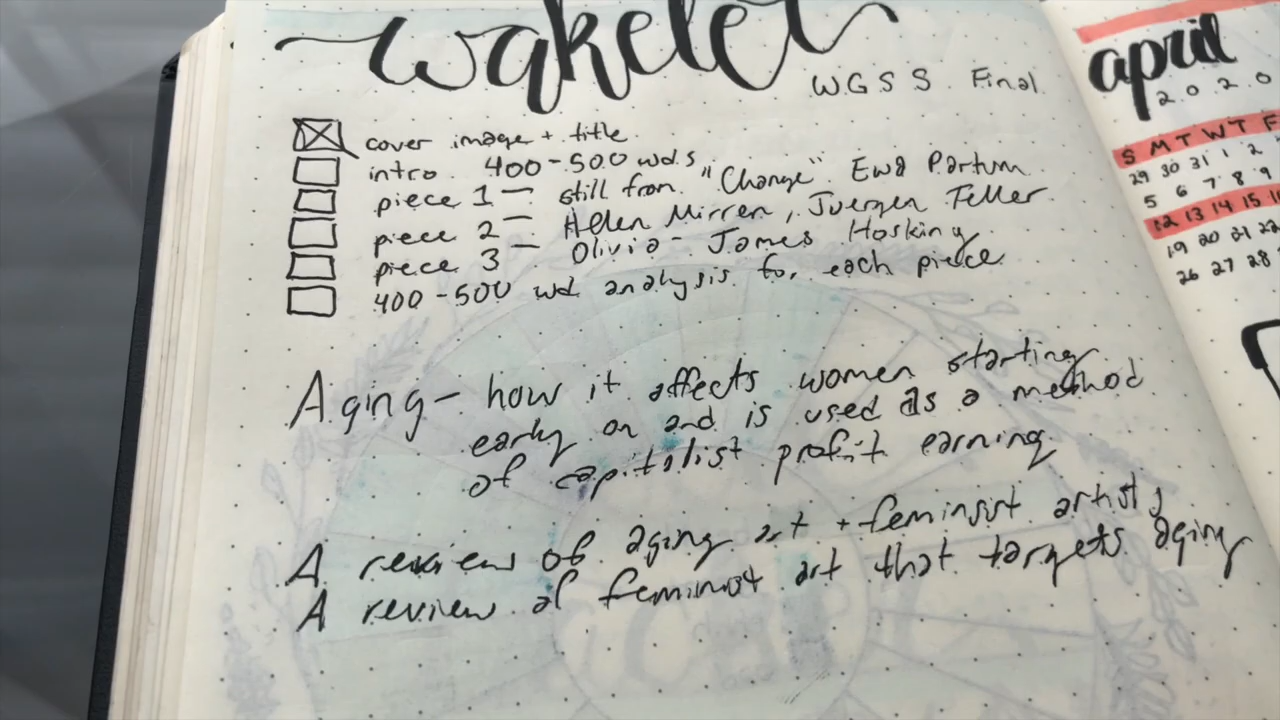 wakelet
WGSS Final
cover image + title
intro 400-500 wds
piece 1 — still from "Change" Ewa Partum
piece 2 — Hellen Mirren, Juergen Teller
piece 3 — Olivia - James Hosking
400-500 wd analysis for each piece
Aging - how it affects women starting
early on and is used as a method
of capitalist profit earning
A review of aging art + feminsist artists
A review of feminist art that targets aging
april
2020
S M T W T F
29 30 31 1 2
5 6 7 8 9
12 13 14 15
19 20 21 22
26 27 28